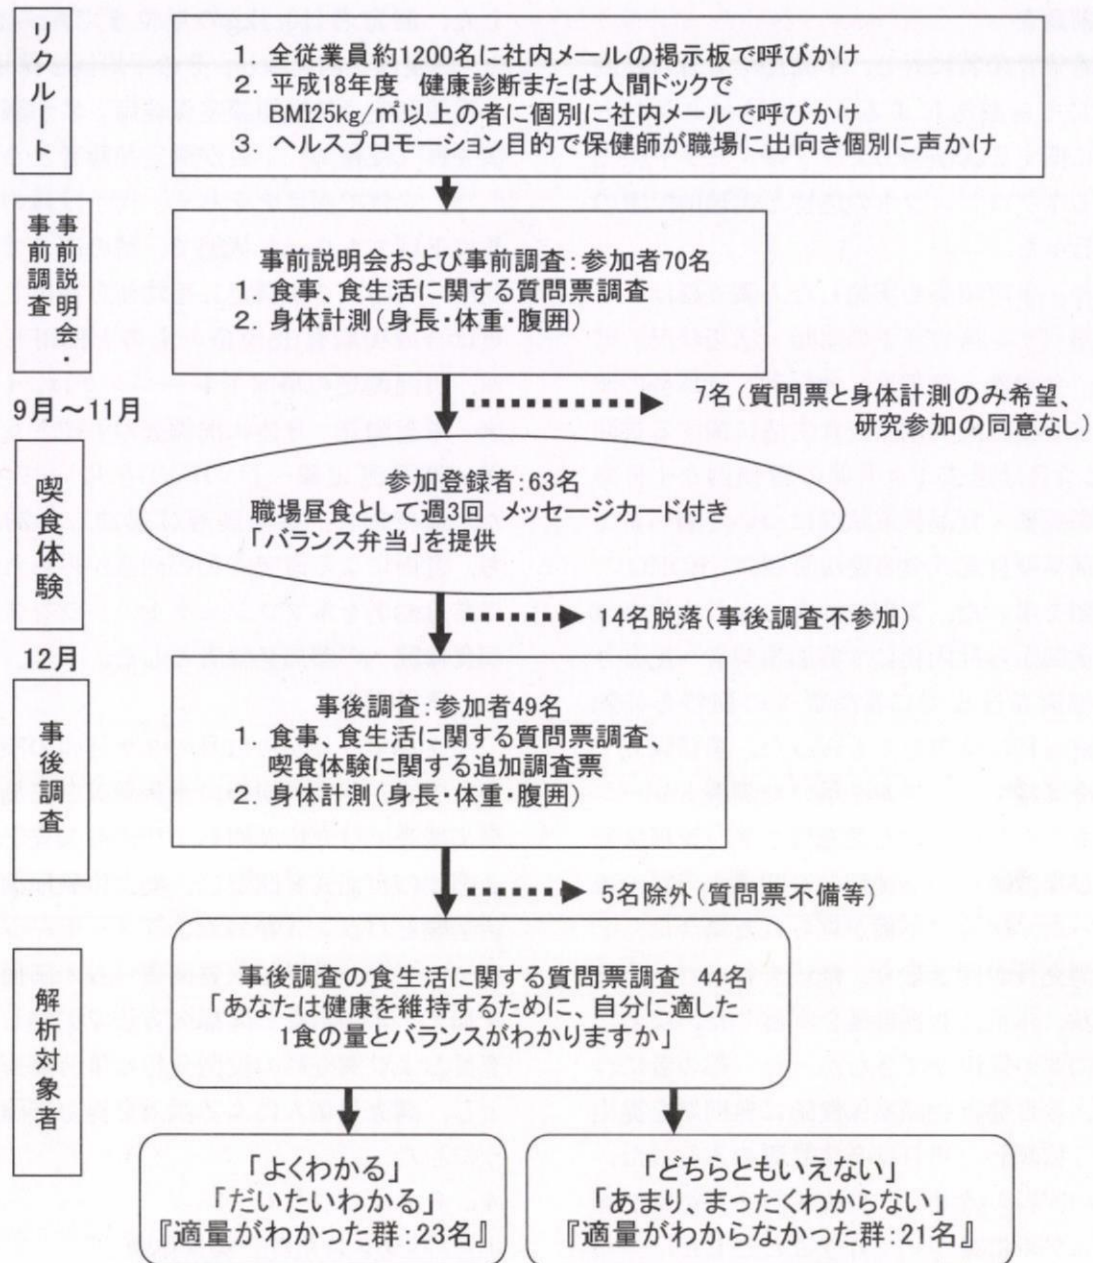 リクルート
1. 全従業員約1200名に社内メールの掲示板で呼びかけ
2. 平成18年度 健康診断または人間ドックで
BMI25kg/㎡以上の者に個別に社内メールで呼びかけ
3. ヘルスプロモーション目的で保健師が職場に出向き個別に声かけ
事前説明会・
事前調査
事前説明会および事前調査:参加者70名
1. 食事、食生活に関する質問票調査
2. 身体計測(身長・体重・腹囲)
9月～11月
7名(質問票と身体計測のみ希望、
研究参加の同意なし)
喫食体験
参加登録者:63名
職場昼食として週3回 メッセージカード付き
「バランス弁当」を提供
14名脱落(事後調査不参加)
12月
事後調査
事後調査:参加者49名
1. 食事、食生活に関する質問票調査、
喫食体験に関する追加調査票
2. 身体計測(身長・体重・腹囲)
5名除外(質問票不備等)
解析対象者
事後調査の食生活に関する質問票調査 44名
「あなたは健康を維持するために、自分に適した
1食の量とバランスがわかりますか」
「よくわかる」
「だいたいわかる」
『適量がわかった群:23名』
「どちらともいえない」
「あまり、まったくわからない」
『適量がわからなかった群:21名』